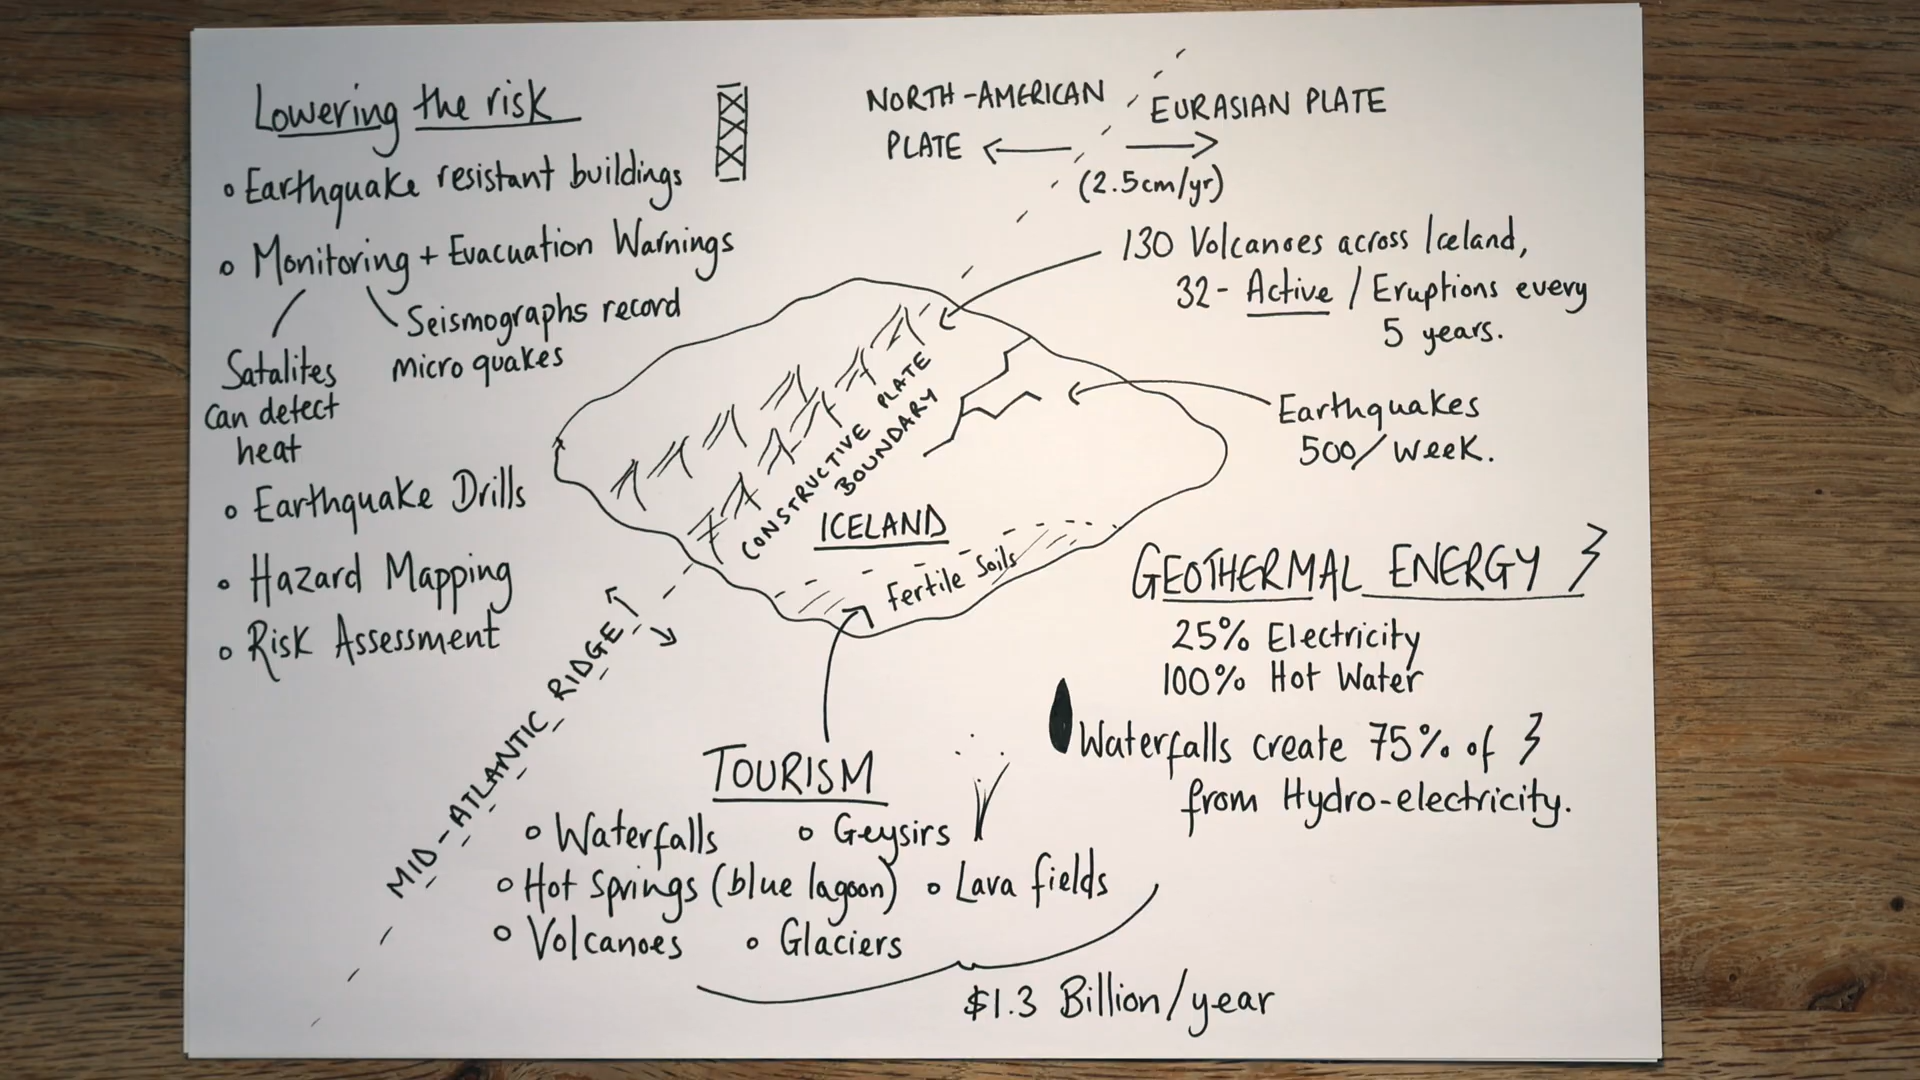 Lowering the risk
• Earthquake resistant buildings
• Monitoring + Evacuation Warnings
Seismographs record
micro quakes
Satalites
can detect
heat
• Earthquake Drills
• Hazard Mapping
• Risk Assessment
NORTH-AMERICAN
PLATE
EURASIAN PLATE
(2.5cm/yr)
130 Volcanoes across Iceland,
32- Active / Eruptions every
5 years.
Earthquakes
500/week.
CONSTRUCTIVE PLATE
BOUNDARY
ICELAND
Fertile Soils
MID-ATLANTIC RIDGE
GEOTHERMAL ENERGY
25% Electricity
100% Hot Water
Waterfalls create 75% of
from Hydro-electricity.
TOURISM
• Waterfalls • Geysirs
• Hot Springs (blue lagoon) • Lava fields
• Volcanoes • Glaciers
$1.3 Billion/year